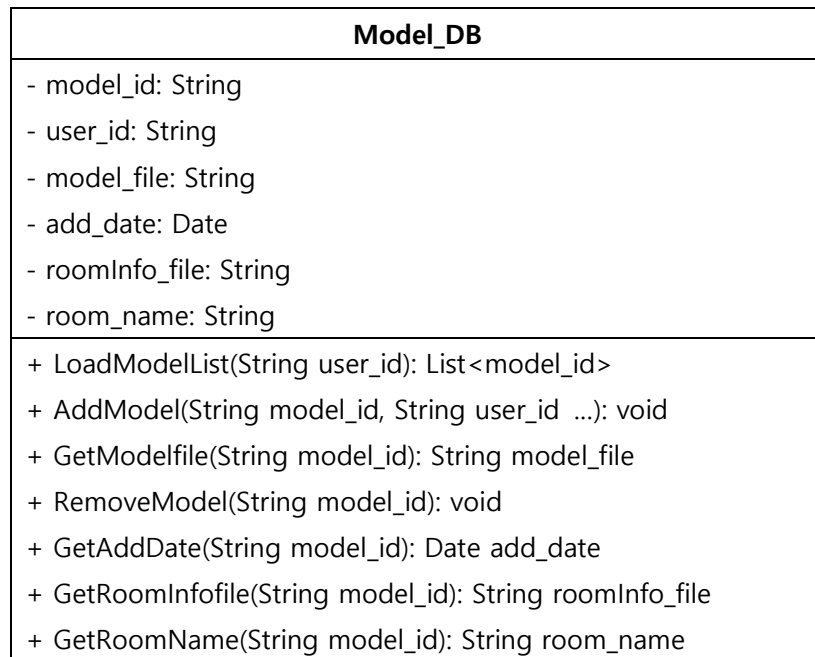 Model_DB
- model_id: String
- user_id: String
- model_file: String
- add_date: Date
- roomInfo_file: String
- room_name: String
+ LoadModelList(String user_id): List<model_id>
+ AddModel(String model_id, String user_id ...): void
+ GetModelfile(String model_id): String model_file
+ RemoveModel(String model_id): void
+ GetAddDate(String model_id): Date add_date
+ GetRoomInfofile(String model_id): String roomInfo_file
+ GetRoomName(String model_id): String room_name